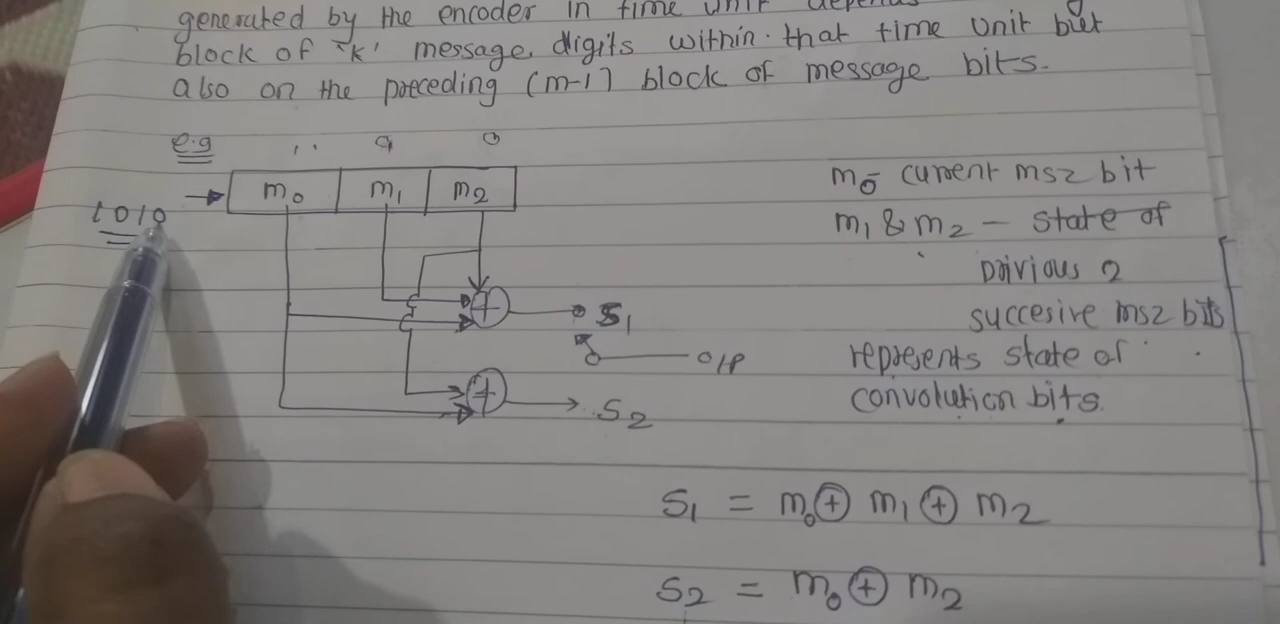 generated by the encoder in time unit depends
block of 'k' message digits within that time unit but
also on the preceding (m-1) block of message bits.
e.g
m0 m1 m2
1010
S1
O/P
S2
m0- current msz bit
m1 & m2 - state of
privious 2
succesive msz bits
represents state of
convolution bits.
S1 = m0 ⊕ m1 ⊕ m2
S2 = m0 ⊕ m2